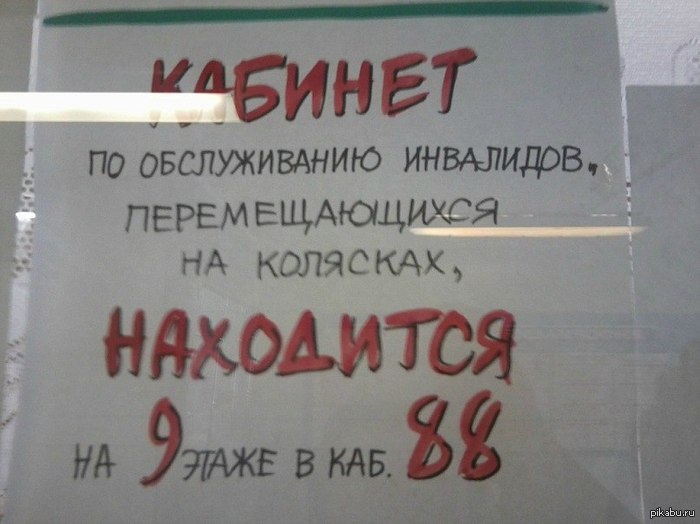 КАБИНЕТ
ПО ОБСЛУЖИВАНИЮ ИНВАЛИДОВ,
ПЕРЕМЕЩАЮЩИХСЯ
НА КОЛЯСКАХ,
НАХОДИТСЯ
НА 9 ЭТАЖЕ В КАБ. 88
pikabu.ru